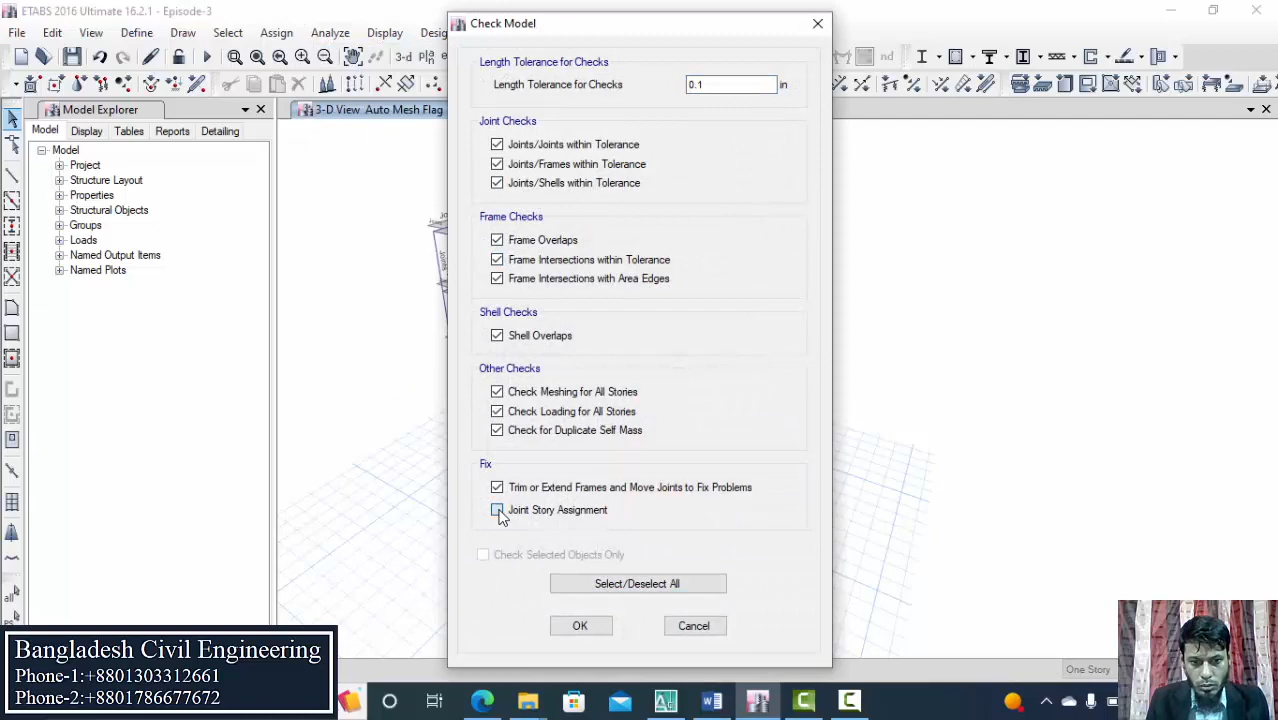 ETABS 2016 Ultimate 16.2.1 - Episode-3
File Edit View Define Draw Select Assign Analyze Display
3-d
nd
Model Explorer
Model Display Tables Reports Detailing
Model
Project
Structure Layout
Properties
Structural Objects
Groups
Loads
Named Output Items
Named Plots
all
3-D View Auto Mesh Flag
Check Model
Length Tolerance for Checks
Length Tolerance for Checks 0.1 in
Joint Checks
Joints/Joints within Tolerance
Joints/Frames within Tolerance
Joints/Shells within Tolerance
Frame Checks
Frame Overlaps
Frame Intersections within Tolerance
Frame Intersections with Area Edges
Shell Checks
Shell Overlaps
Other Checks
Check Meshing for All Stories
Check Loading for All Stories
Check for Duplicate Self Mass
Fix
Trim or Extend Frames and Move Joints to Fix Problems
Joint Story Assignment
Check Selected Objects Only
Select/Deselect All
OK Cancel
One Story
Bangladesh Civil Engineering
Phone-1:+8801303312661
Phone-2:+8801786677672